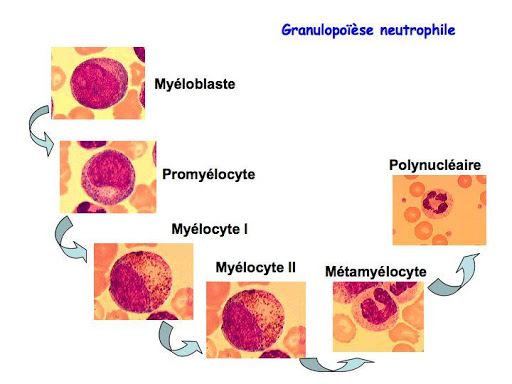 Granulopoïèse neutrophile
Myéloblaste
Promyélocyte
Myélocyte I
Myélocyte II
Métamyélocyte
Polynucléaire